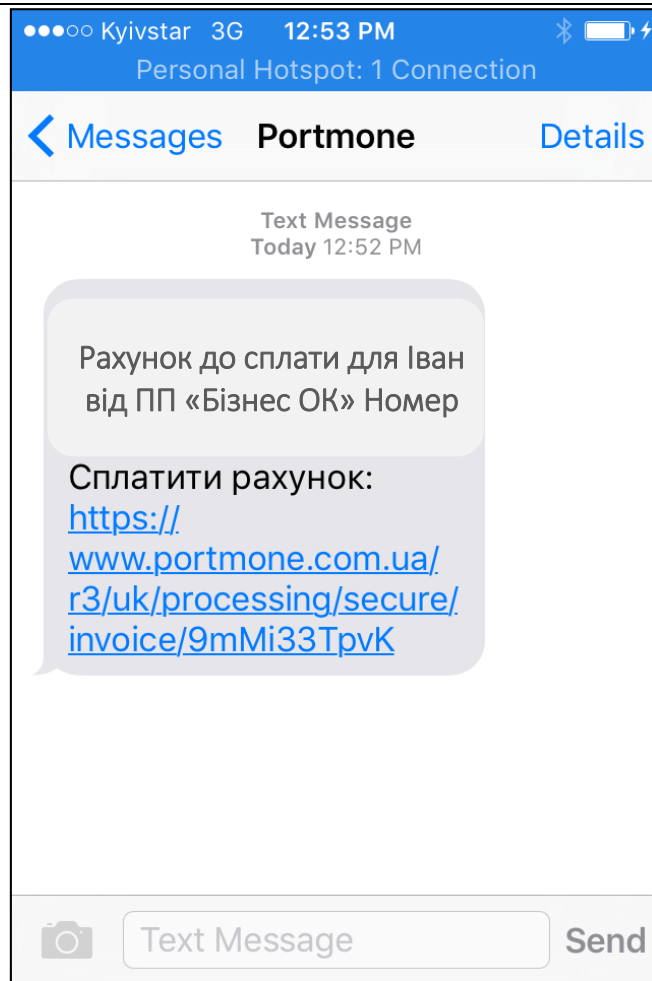 Kyivstar 3G 12:53 PM
Personal Hotspot: 1 Connection
Messages Portmone Details
Text Message
Today 12:52 PM
Рахунок до сплати для Іван
від ПП «Бізнес ОК» Номер
Сплатити рахунок:
https://
www.portmone.com.ua/
r3/uk/processing/secure/
invoice/9mMi33TpvK
Text Message Send